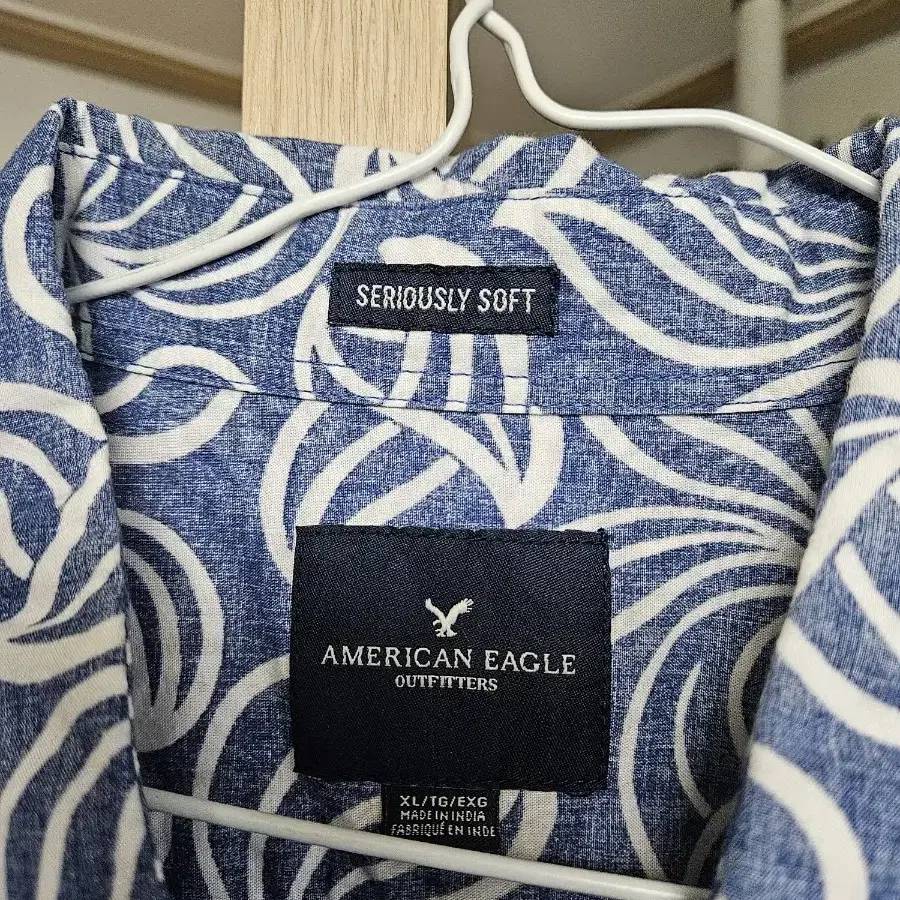 SERIOUSLY SOFT
AMERICAN EAGLE
OUTFITTERS
XL/TG/EXG
MADE IN INDIA
FABRIQUÉ EN INDE